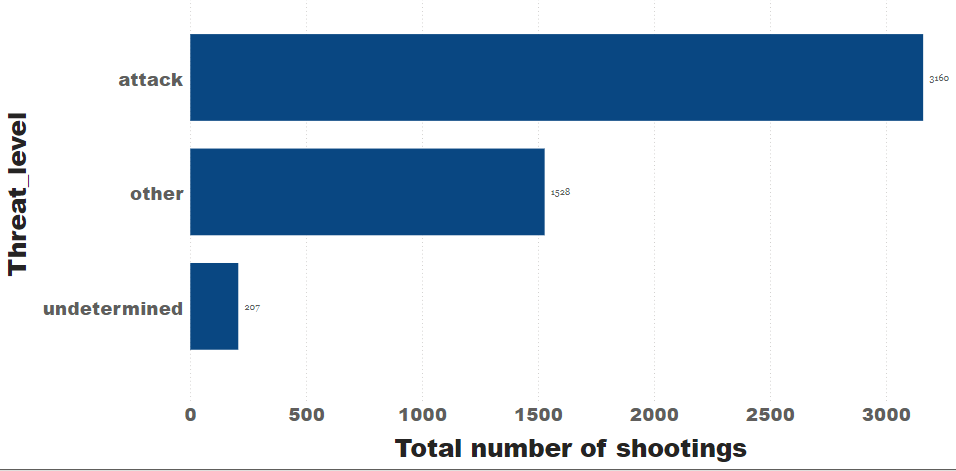 Threat_level
attack
3160
other
1528
undetermined
207
0 500 1000 1500 2000 2500 3000
Total number of shootings